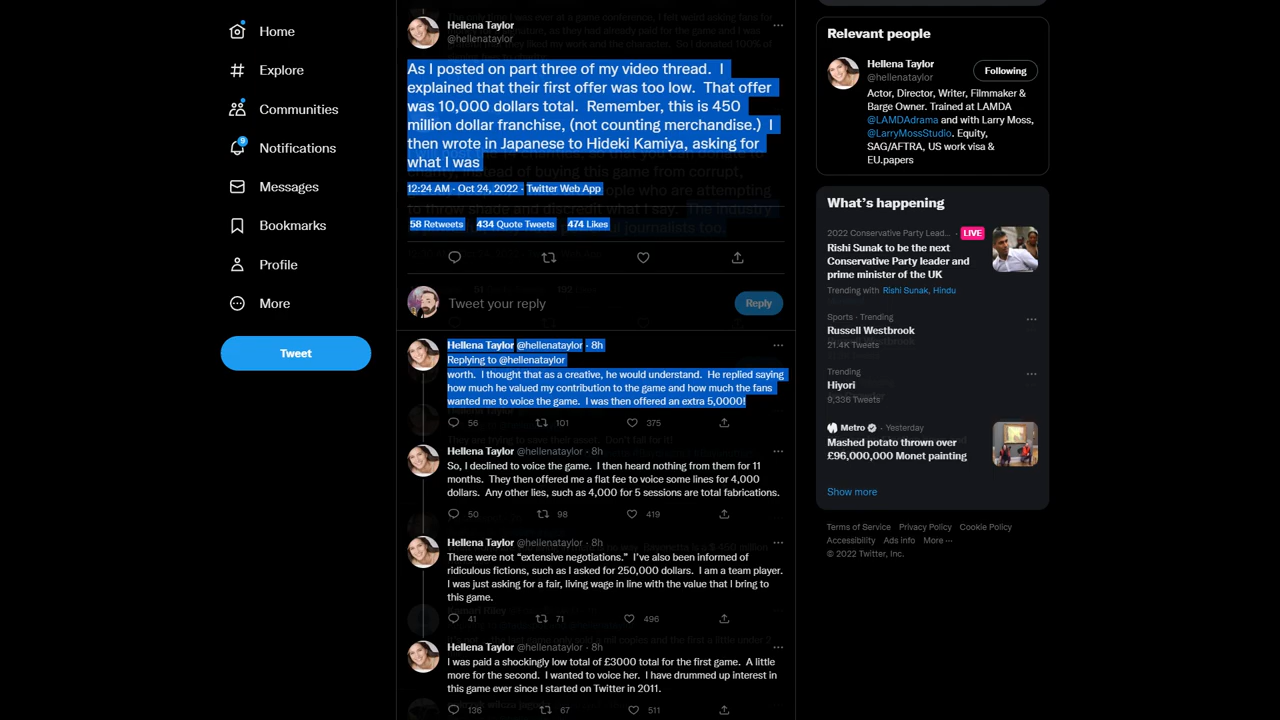 Home
Explore
Communities
9
Notifications
Messages
Bookmarks
Profile
More
Tweet
Hellena Taylor
@hellenataylor
As I posted on part three of my video thread. I
explained that their first offer was too low. That offer
was 10,000 dollars total. Remember, this is 450
million dollar franchise, (not counting merchandise.) I
then wrote in Japanese to Hideki Kamiya, asking for
what I was
12:24 AM · Oct 24, 2022 · Twitter Web App
58 Retweets 434 Quote Tweets 474 Likes
Tweet your reply
Reply
Hellena Taylor @hellenataylor · 8h
Replying to @hellenataylor
worth. I thought that as a creative, he would understand. He replied saying
how much he valued my contribution to the game and how much the fans
wanted me to voice the game. I was then offered an extra 5,0000!
56 101 375
Hellena Taylor @hellenataylor · 8h
So, I declined to voice the game. I then heard nothing from them for 11
months. They then offered me a flat fee to voice some lines for 4,000
dollars. Any other lies, such as 4,000 for 5 sessions are total fabrications.
50 98 419
Hellena Taylor @hellenataylor · 8h
There were not “extensive negotiations.” I've also been informed of
ridiculous fictions, such as I asked for 250,000 dollars. I am a team player.
I was just asking for a fair, living wage in line with the value that I bring to
this game.
41 71 496
Hellena Taylor @hellenataylor · 8h
I was paid a shockingly low total of £3000 total for the first game. A little
more for the second. I wanted to voice her. I have drummed up interest in
this game ever since I started on Twitter in 2011.
136 67 511
Relevant people
Hellena Taylor
@hellenataylor
Following
Actor, Director, Writer, Filmmaker &
Barge Owner. Trained at LAMDA
@LAMDAdrama and with Larry Moss,
@LarryMossStudio. Equity,
SAG/AFTRA, US work visa &
EU.papers
What's happening
2022 Conservative Party Lead... · LIVE
Rishi Sunak to be the next
Conservative Party leader and
prime minister of the UK
Trending with Rishi Sunak, Hindu
Sports · Trending
Russell Westbrook
21.4K Tweets
Trending
Hiyori
9,336 Tweets
Metro · Yesterday
Mashed potato thrown over
£96,000,000 Monet painting
Show more
Terms of Service Privacy Policy Cookie Policy
Accessibility Ads info More ···
© 2022 Twitter, Inc.